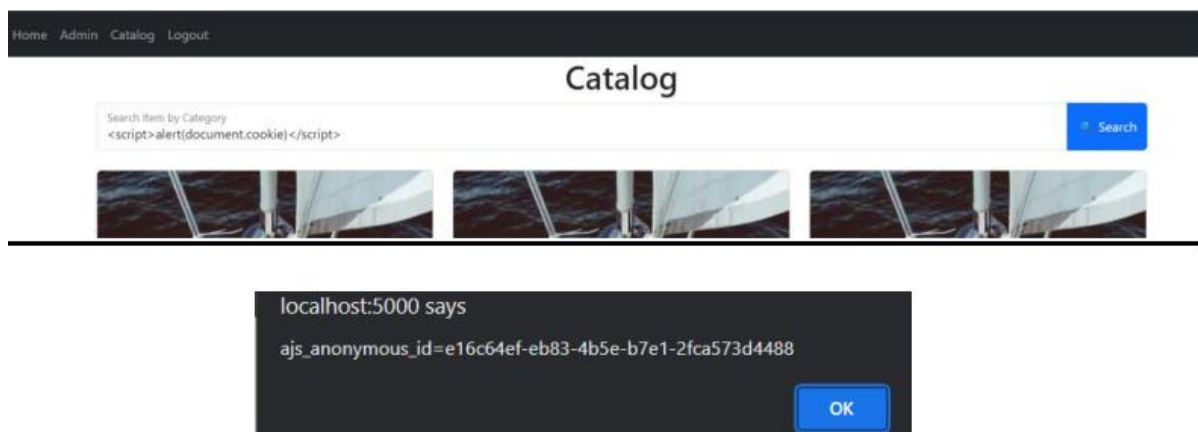 Home Admin Catalog Logout
Catalog
Search Item by Category
<script>alert(document.cookie)</script>
Search
localhost:5000 says
ajs_anonymous_id=e16c64ef-eb83-4b5e-b7e1-2fca573d4488
OK